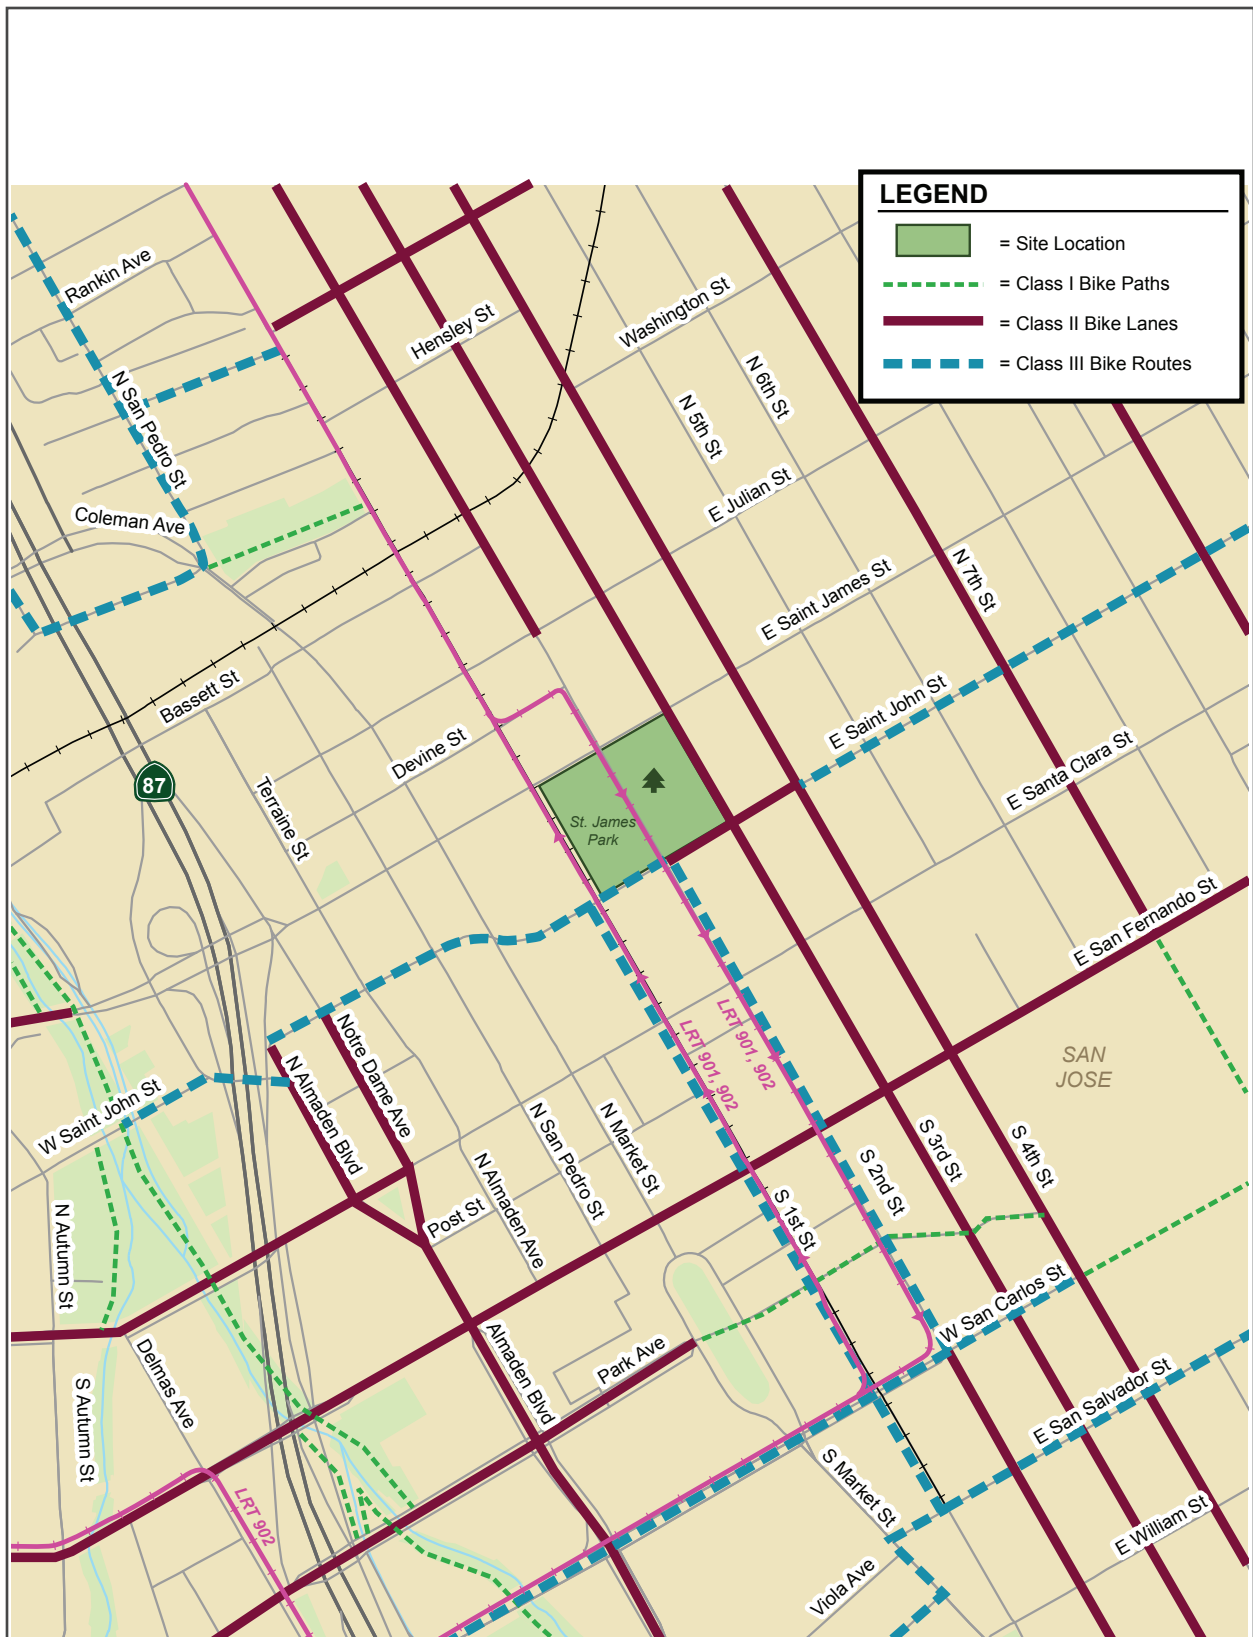 LEGEND
= Site Location
= Class I Bike Paths
= Class II Bike Lanes
= Class III Bike Routes
Rankin Ave
Hensley St
Washington St
N San Pedro St
N 6th St
N 5th St
Coleman Ave
E Julian St
N 7th St
E Saint James St
Bassett St
Devine St
E Saint John St
E Santa Clara St
87
Terraine St
St. James
Park
E San Fernando St
LRT 901, 902
LRT 901, 902
SAN
JOSE
Notre Dame Ave
N Almaden Blvd
W Saint John St
N San Pedro St
N Market St
S 3rd St
S 4th St
S 2nd St
N Almaden Ave
Post St
S 1st St
N Autumn St
W San Carlos St
Delmas Ave
Almaden Blvd
Park Ave
S Autumn St
E San Salvador St
S Market St
LRT 902
E William St
Viola Ave